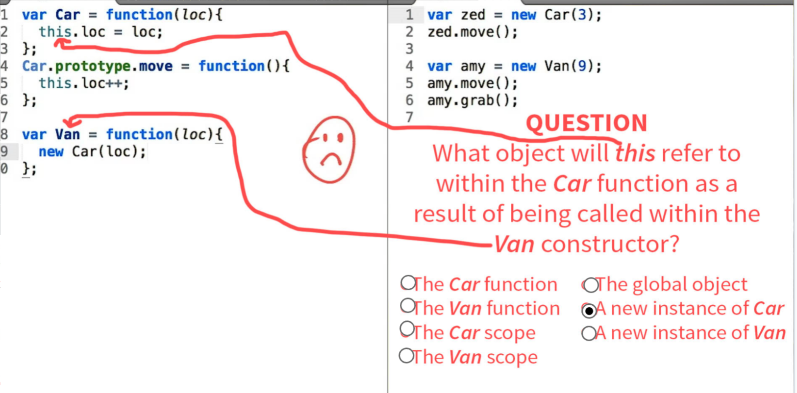 1 var Car = function(loc){
2 this.loc = loc;
3 };
4 Car.prototype.move = function(){
5 this.loc++;
6 };
7
8 var Van = function(loc){
9 new Car(loc);
0 };
1 var zed = new Car(3);
2 zed.move();
3
4 var amy = new Van(9);
5 amy.move();
6 amy.grab();
7
QUESTION
What object will this refer to
within the Car function as a
result of being called within the
Van constructor?
The Car function
The Van function
The Car scope
The Van scope
The global object
A new instance of Car
A new instance of Van